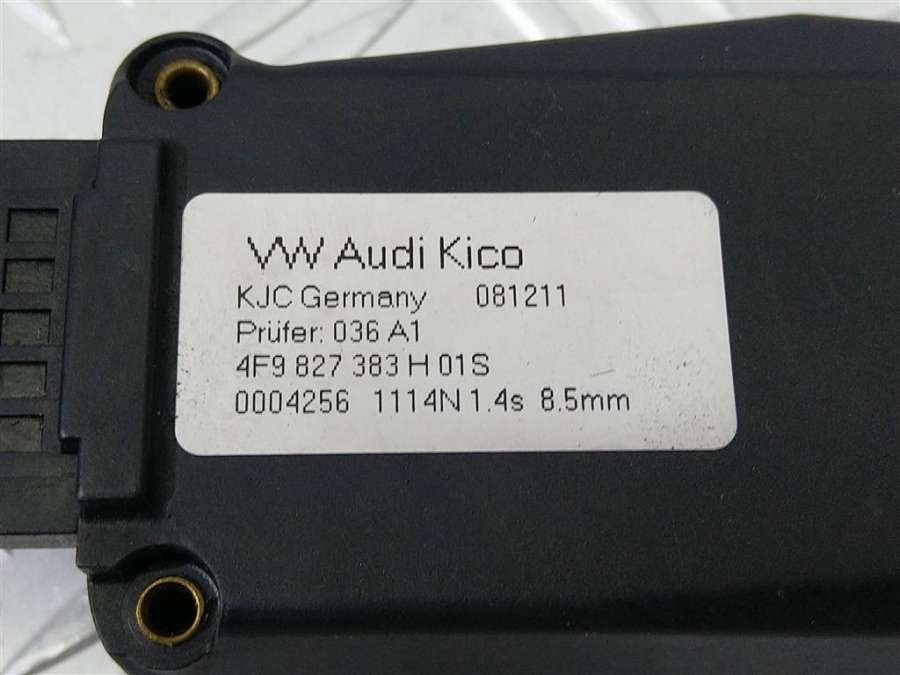 VW Audi Kico
KJC Germany 081211
Prüfer: 036 A1
4F9 827 383 H 01S
0004256 1114N 1.4s 8.5mm